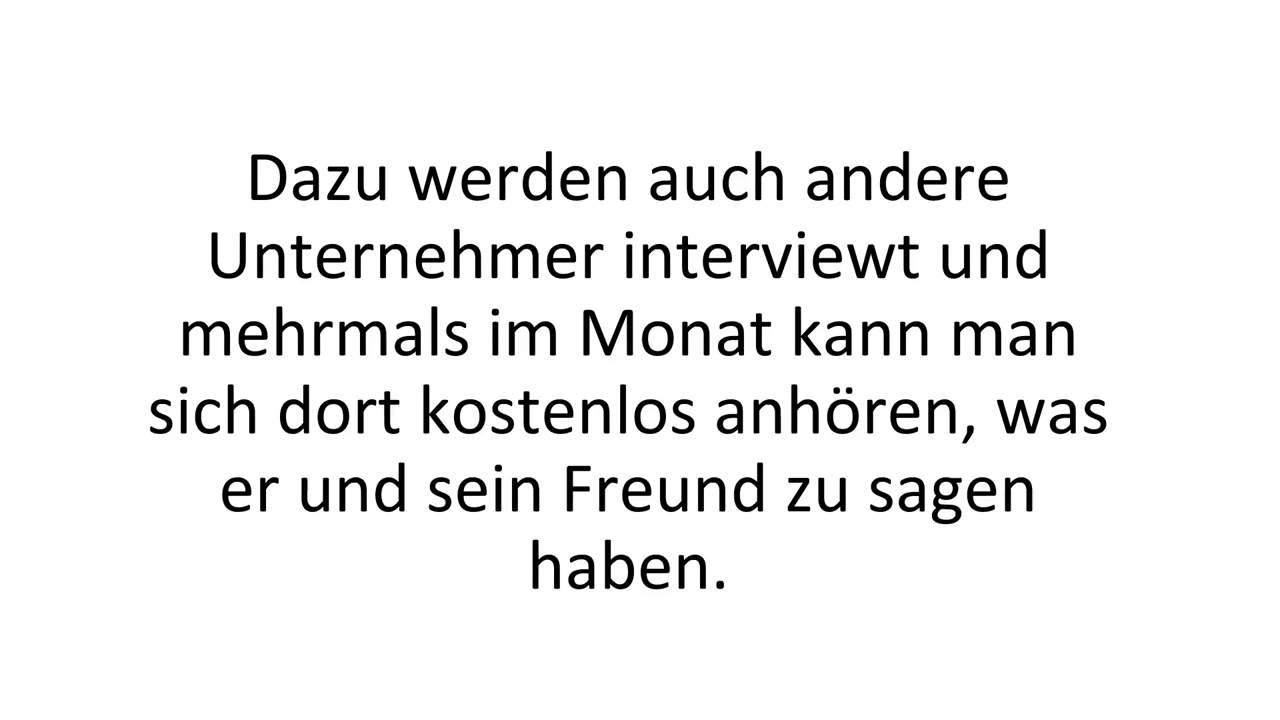 Dazu werden auch andere
Unternehmer interviewt und
mehrmals im Monat kann man
sich dort kostenlos anhören, was
er und sein Freund zu sagen
haben.